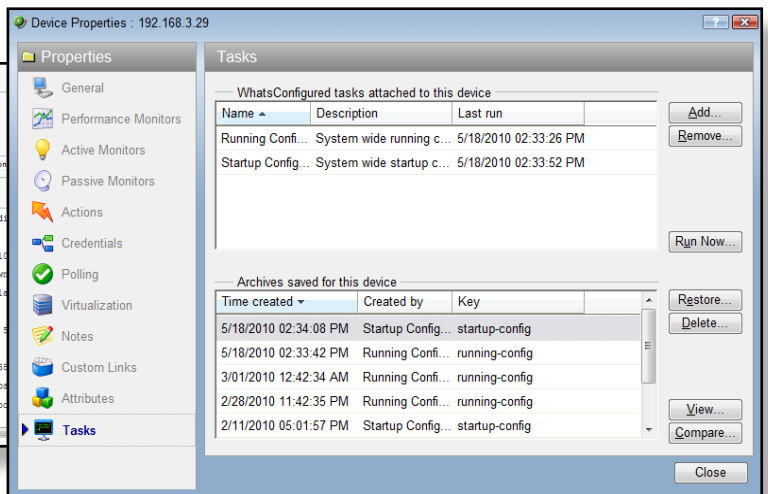 Device Properties : 192.168.3.29
Properties
General
Performance Monitors
Active Monitors
Passive Monitors
Actions
Credentials
Polling
Virtualization
Notes
Custom Links
Attributes
Tasks
Tasks
WhatsConfigured tasks attached to this device
Name Description Last run
Running Confi... System wide running c... 5/18/2010 02:33:26 PM
Startup Config... System wide startup c... 5/18/2010 02:33:52 PM
Add...
Remove...
Run Now...
Archives saved for this device
Time created Created by Key
5/18/2010 02:34:08 PM Startup Config... startup-config
5/18/2010 02:33:42 PM Running Confi... running-config
3/01/2010 12:42:34 AM Running Confi... running-config
2/28/2010 11:42:35 PM Running Confi... running-config
2/11/2010 05:01:57 PM Startup Config... startup-config
Restore...
Delete...
View...
Compare...
Close